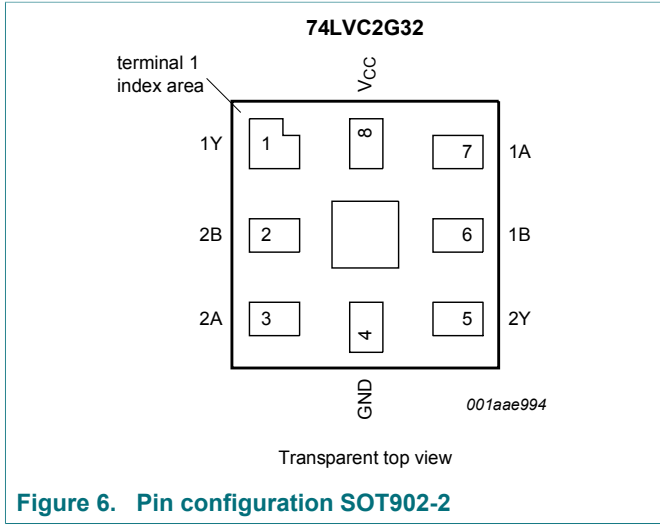 74LVC2G32
terminal 1
index area
VCC
1Y 1 8 7 1A
2B 2 6 1B
2A 3 4 5 2Y
GND
001aae994
Transparent top view
Figure 6. Pin configuration SOT902-2